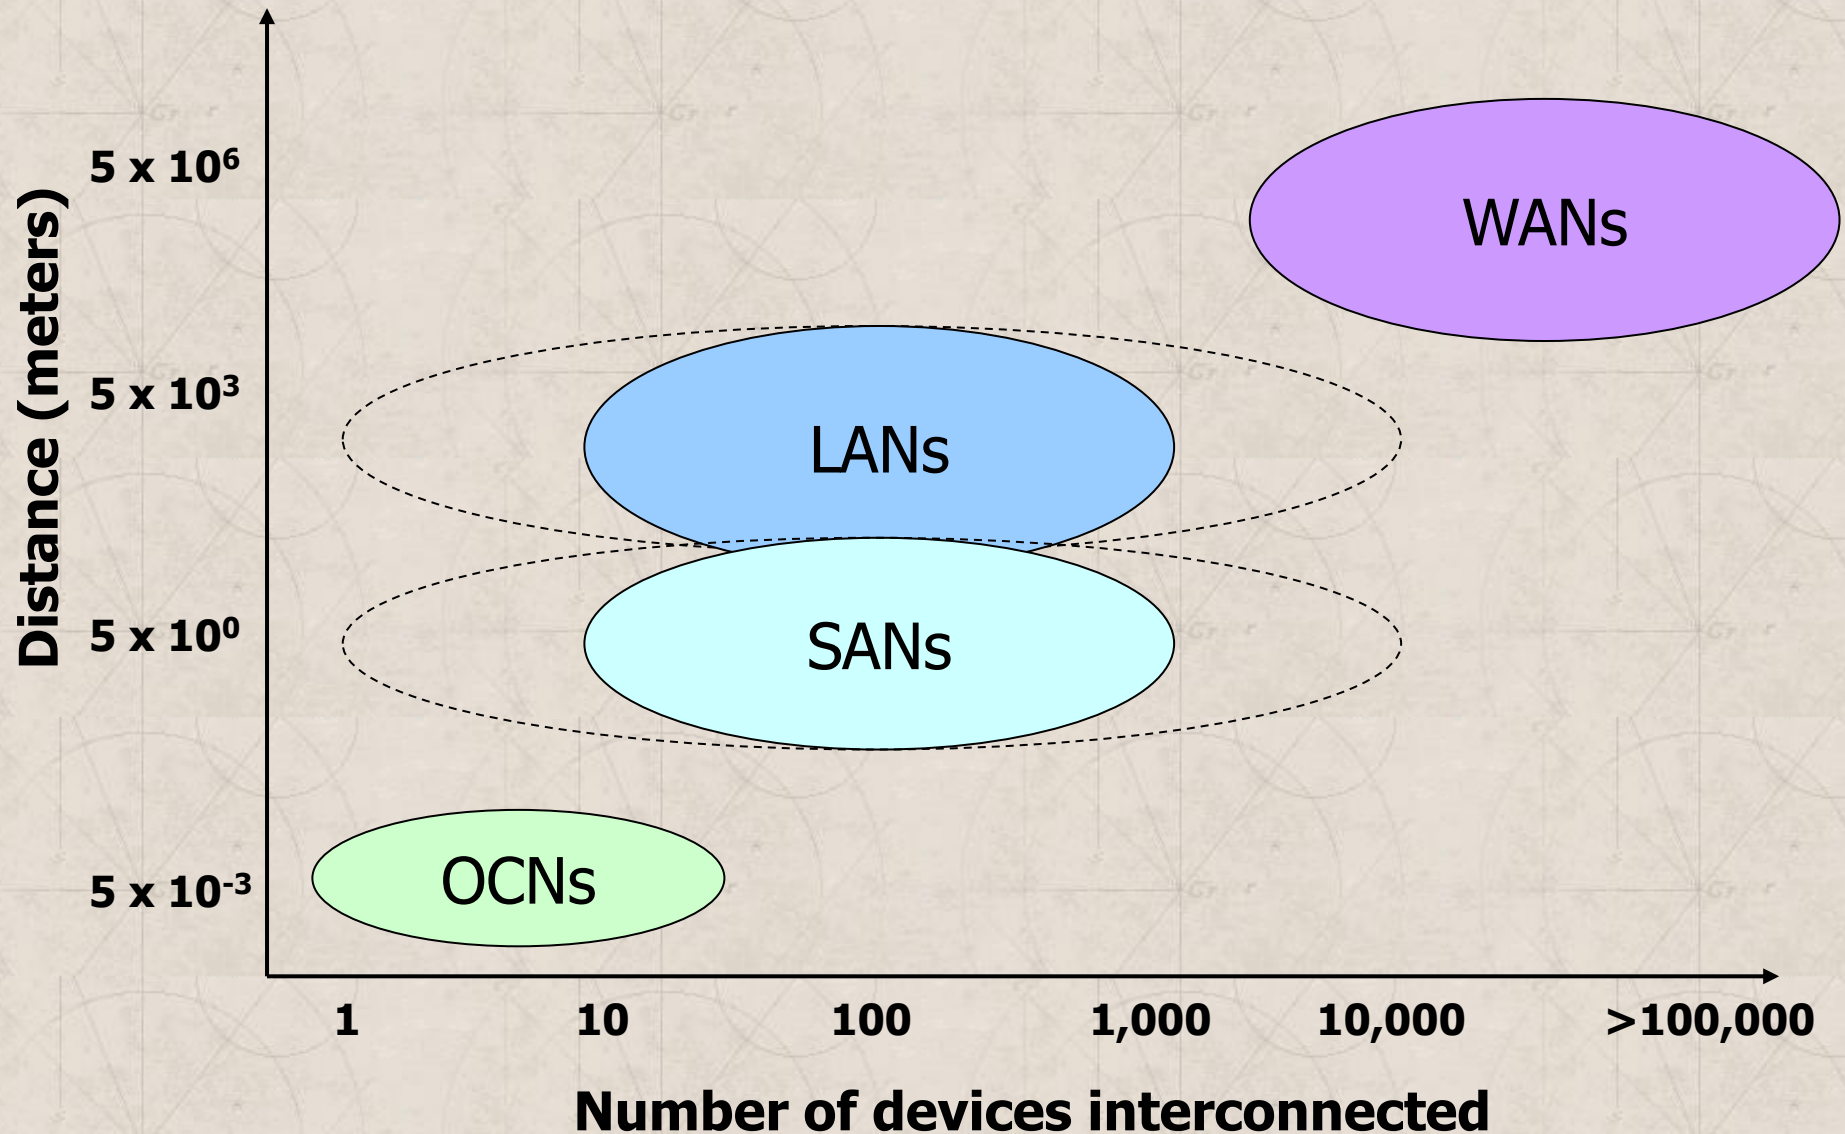 Distance (meters)
5 x 10⁶
5 x 10³
5 x 10⁰
5 x 10⁻³
WANs
LANs
SANs
OCNs
1 10 100 1,000 10,000 >100,000
Number of devices interconnected